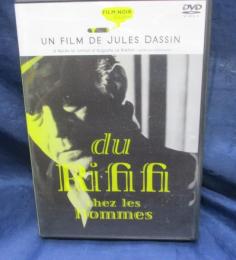 FILM NOIR
DVD
UN FILM DE JULES DASSIN
du
Rififi
chez les
Hommes